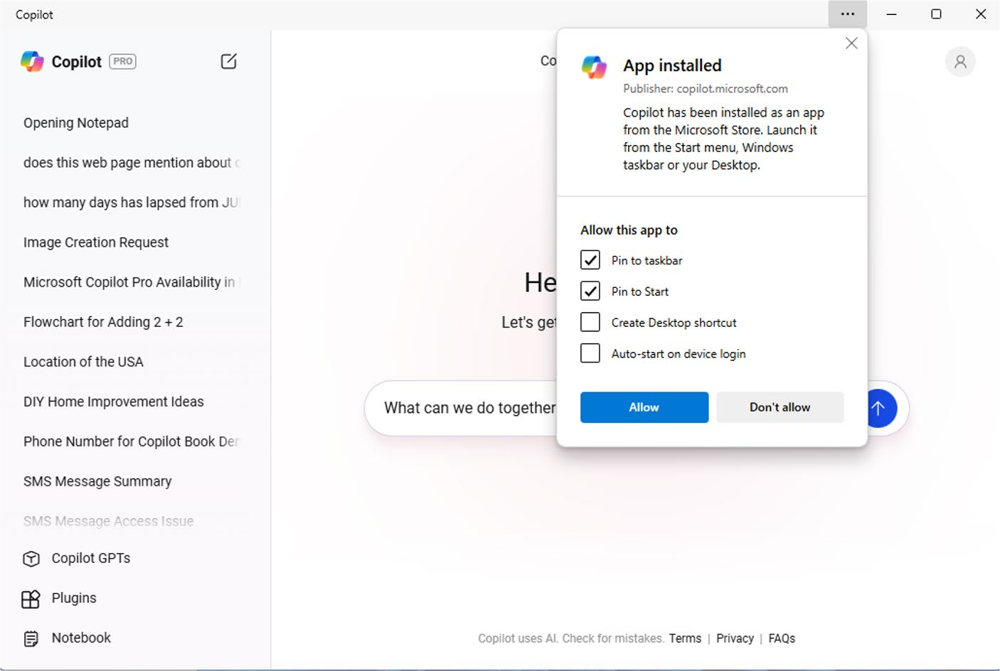 Copilot
Copilot PRO
Opening Notepad
does this web page mention about
how many days has lapsed from
Image Creation Request
Microsoft Copilot Pro Availability in
Flowchart for Adding 2 + 2
Location of the USA
DIY Home Improvement Ideas
Phone Number for Copilot Book
SMS Message Summary
SMS Message Access Issue
Copilot GPTs
Plugins
Notebook
Let's get
What can we do together
App installed
Publisher: copilot.microsoft.com
Copilot has been installed as an app
from the Microsoft Store. Launch it
from the Start menu, Windows
taskbar or your Desktop.
Allow this app to
Pin to taskbar
Pin to Start
Create Desktop shortcut
Auto-start on device login
Allow
Don't allow
Copilot uses AI. Check for mistakes. Terms | Privacy | FAQs